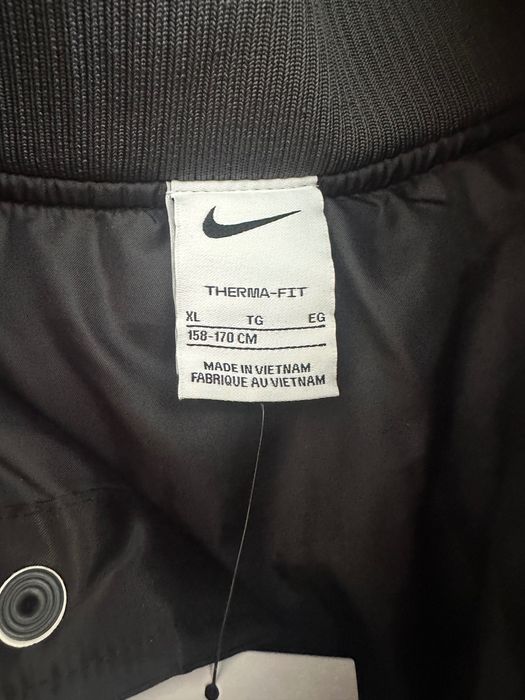 THERMA-FIT
XL TG EG
158-170 CM
MADE IN VIETNAM
FABRIQUE AU VIETNAM